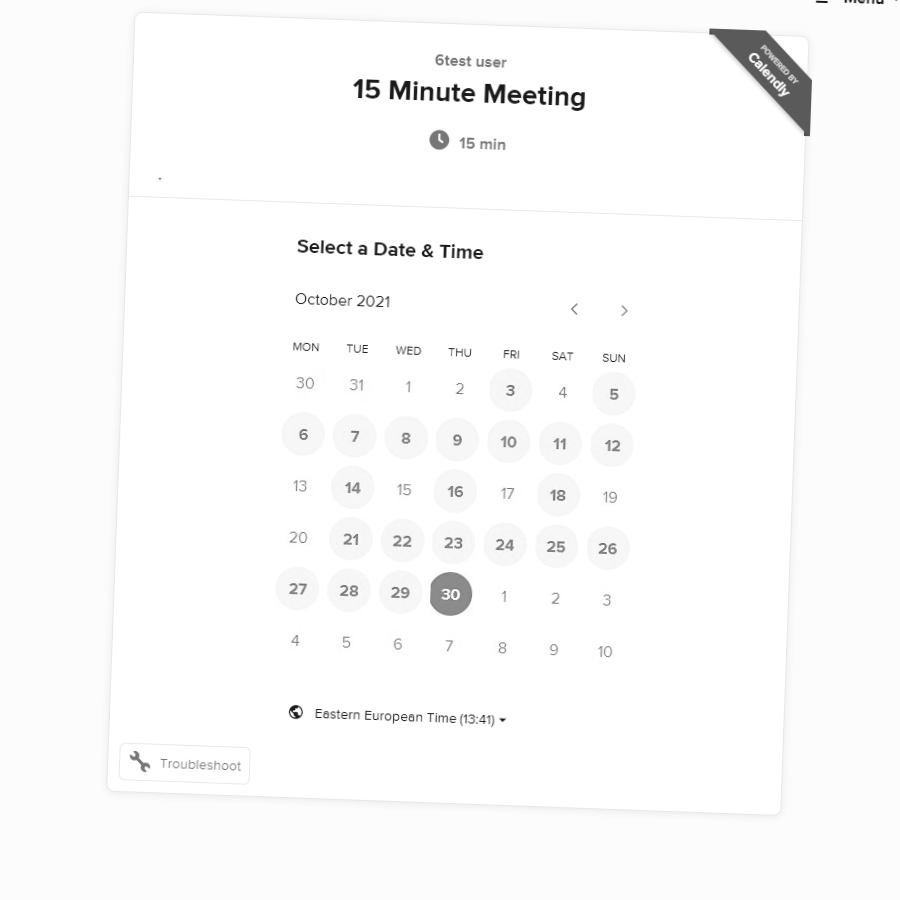 Menu
POWERED BY
Calendly
6test user
15 Minute Meeting
15 min
Select a Date & Time
October 2021
MON TUE WED THU FRI SAT SUN
30 31 1 2 3 4 5
6 7 8 9 10 11 12
13 14 15 16 17 18 19
20 21 22 23 24 25 26
27 28 29 30 1 2 3
4 5 6 7 8 9 10
Eastern European Time (13:41)
Troubleshoot